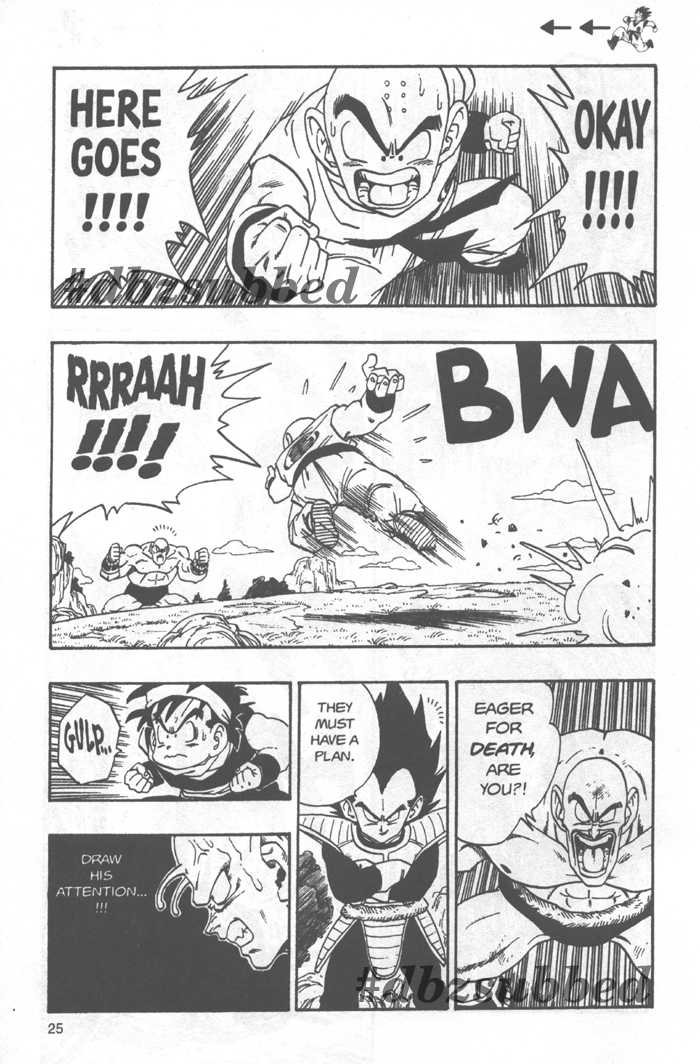 OKAY
!!!!
HERE
GOES
!!!!
#dbzsubbed
BWA
RRRAAH
!!!!
EAGER
FOR
DEATH,
ARE
YOU?!
THEY
MUST
HAVE A
PLAN.
GULP...
DRAW
HIS
ATTENTION...
!!!
#dbzsubbed
25